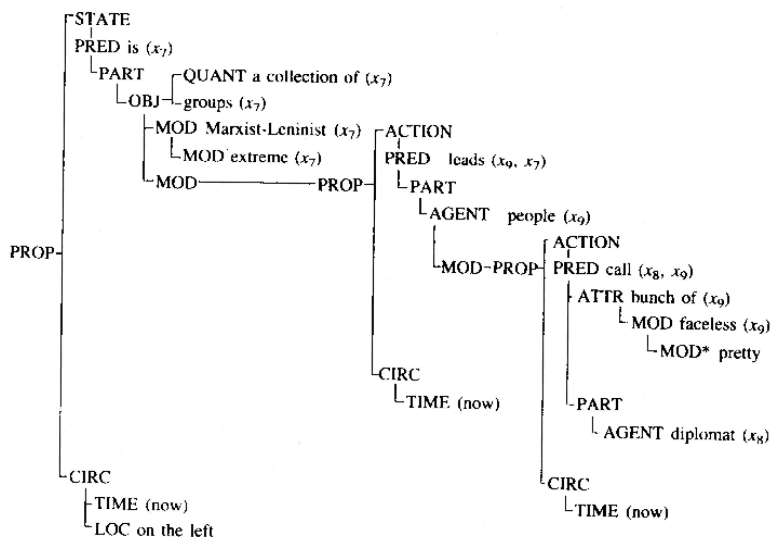 STATE
PRED is (x₇)
PART
QUANT a collection of (x₇)
OBJ groups (x₇)
MOD Marxist-Leninist (x₇)
MOD extreme (x₇)
MOD PROP
ACTION
PRED leads (x₉, x₇)
PART
AGENT people (x₉)
MOD PROP
ACTION
PROP
PRED call (x₈, x₉)
ATTR bunch of (x₉)
MOD faceless (x₉)
MOD* pretty
CIRC
TIME (now)
PART
AGENT diplomat (x₈)
CIRC
TIME (now)
LOC on the left
CIRC
TIME (now)